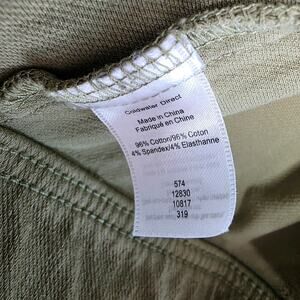 Coldwater Direct
Made in China
Fabriqué en Chine
96% Cotton/96% Coton
4% Spandex/4% Elasthanne
574
12830
10817
319